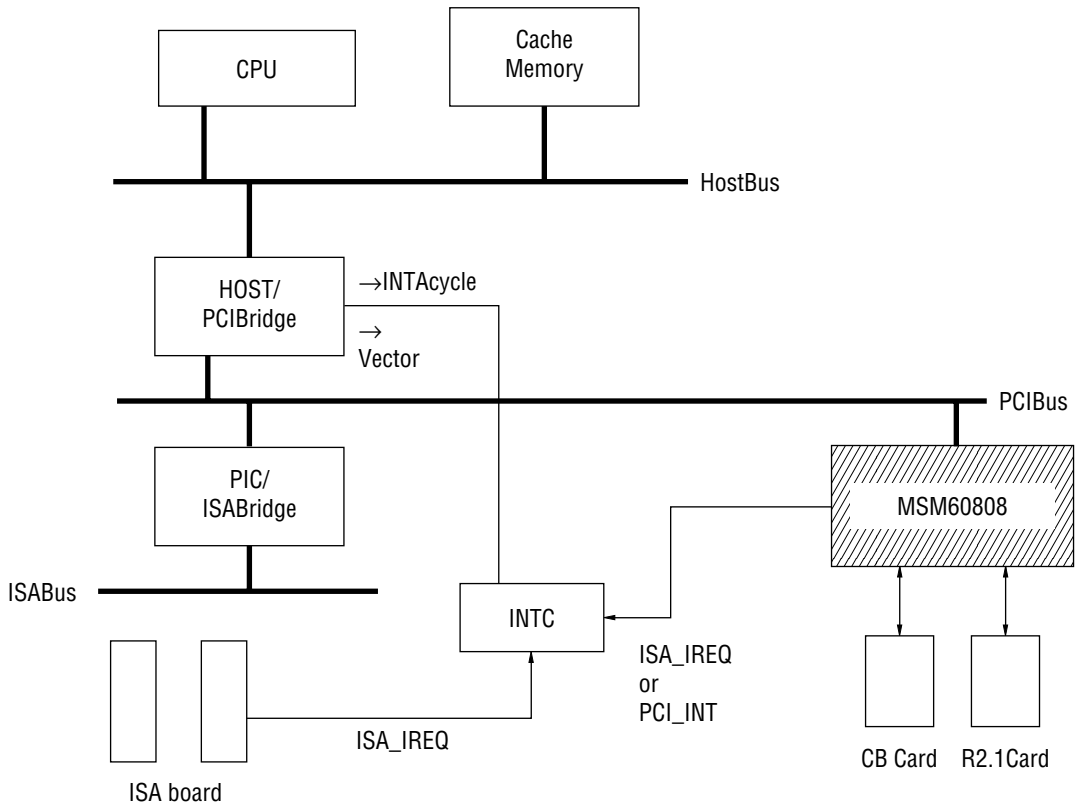 CPU
Cache
Memory
HostBus
HOST/
PCIBridge
→INTAcycle
→
Vector
PCIBus
PIC/
ISABridge
MSM60808
ISABus
INTC
ISA_IREQ
or
PCI_INT
ISA_IREQ
CB Card
R2.1Card
ISA board